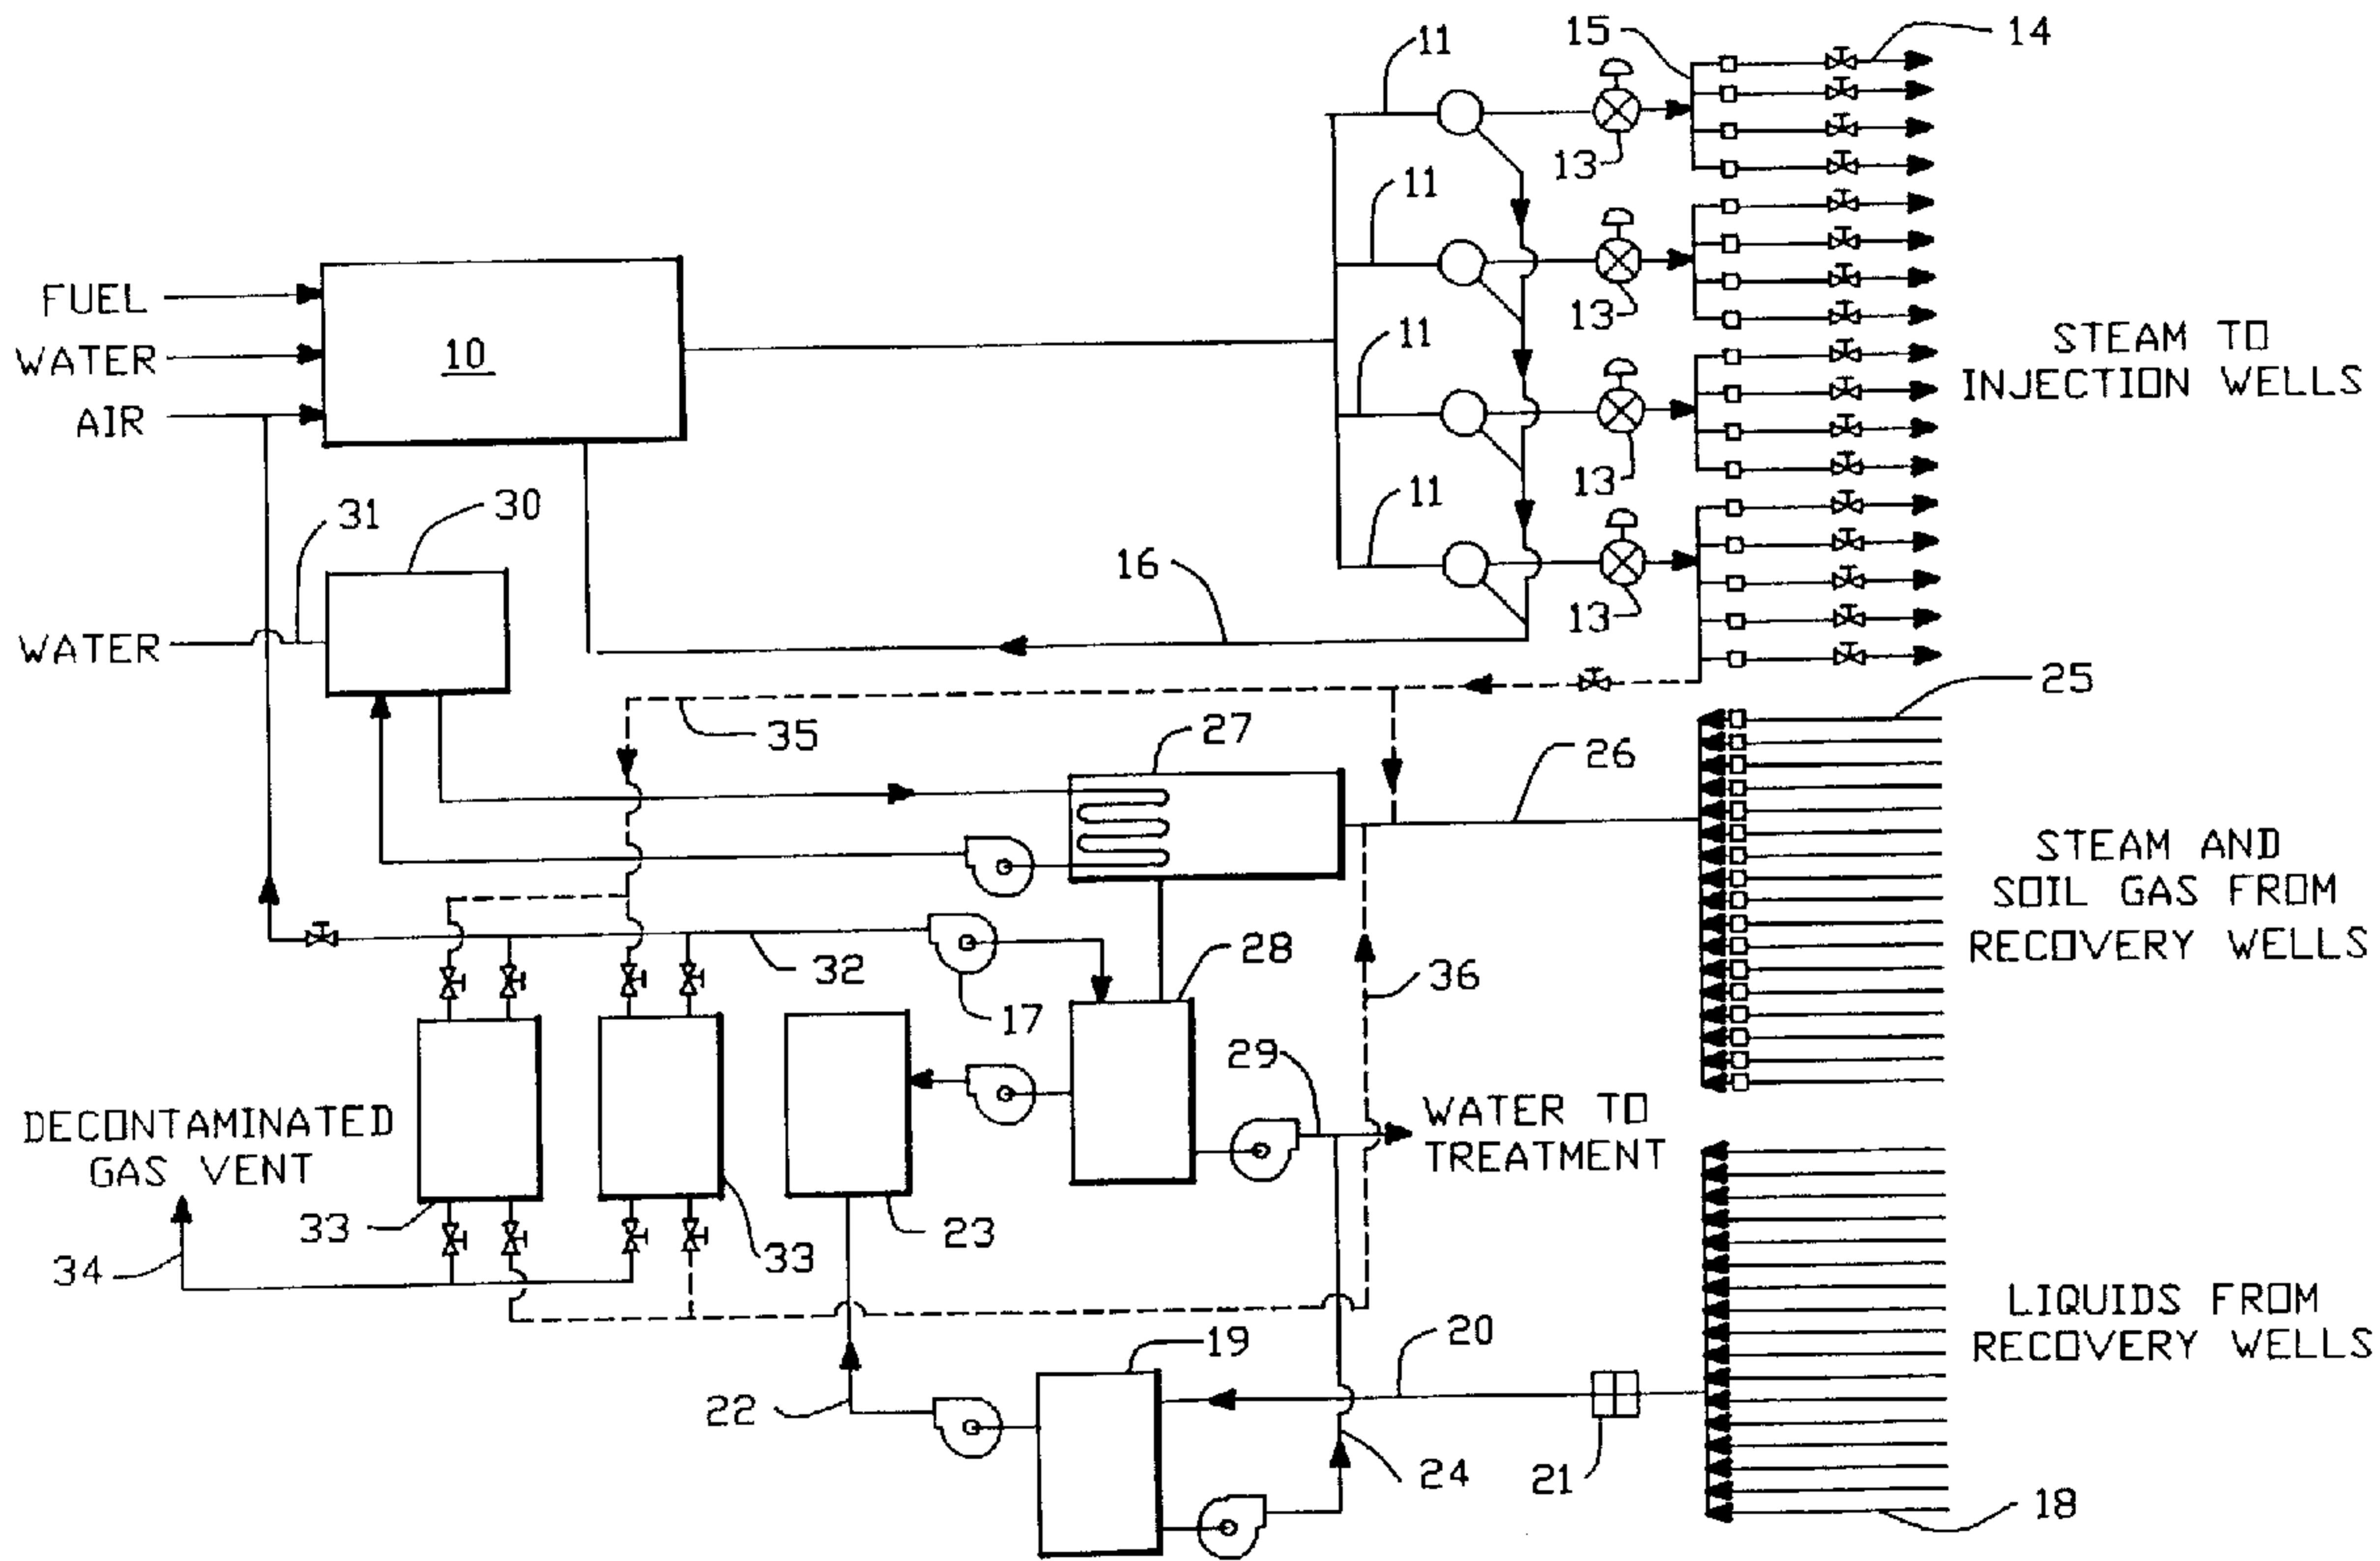 11
15
14
13
11
13
FUEL
WATER
AIR
10
11
13
STEAM TO
INJECTION WELLS
11
13
31
30
16
WATER
35
27
26
25
STEAM AND
SOIL GAS FROM
RECOVERY WELLS
32
17
28
36
29
WATER TO
TREATMENT
DECONTAMINATED
GAS VENT
33
33
23
34
22
19
20
LIQUIDS FROM
RECOVERY WELLS
24
21
18